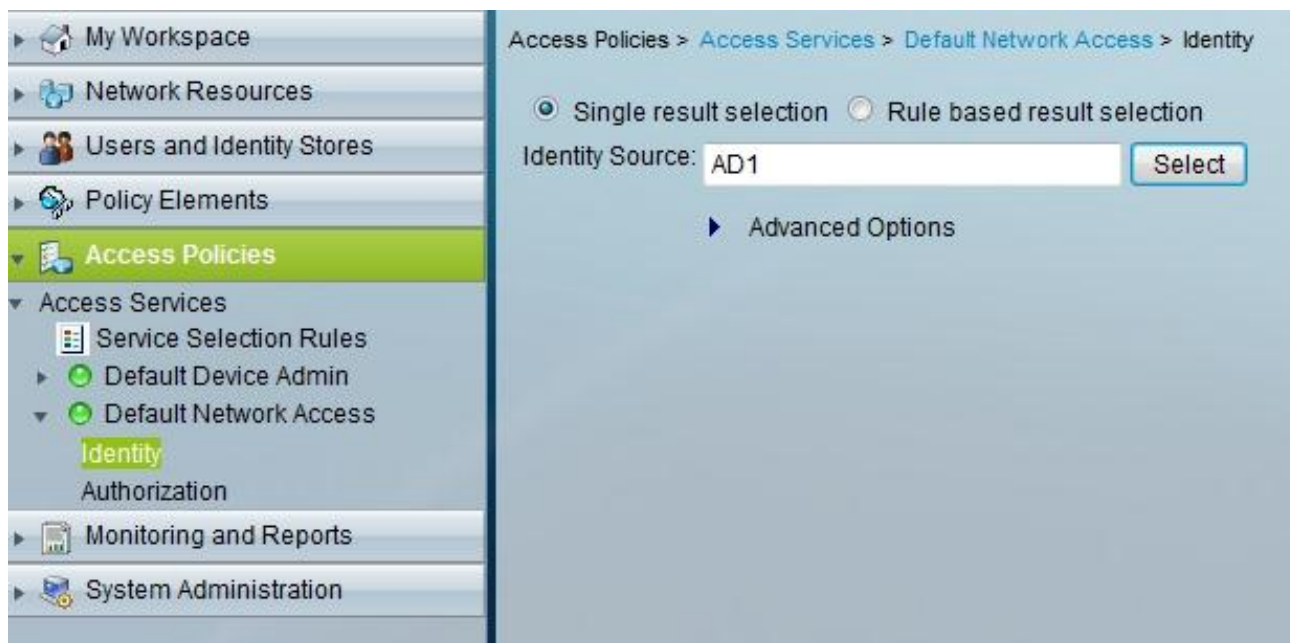 My Workspace
Network Resources
Users and Identity Stores
Policy Elements
Access Policies
Access Services
Service Selection Rules
Default Device Admin
Default Network Access
Identity
Authorization
Monitoring and Reports
System Administration
Access Policies > Access Services > Default Network Access > Identity
Single result selection Rule based result selection
Identity Source: AD1 Select
Advanced Options